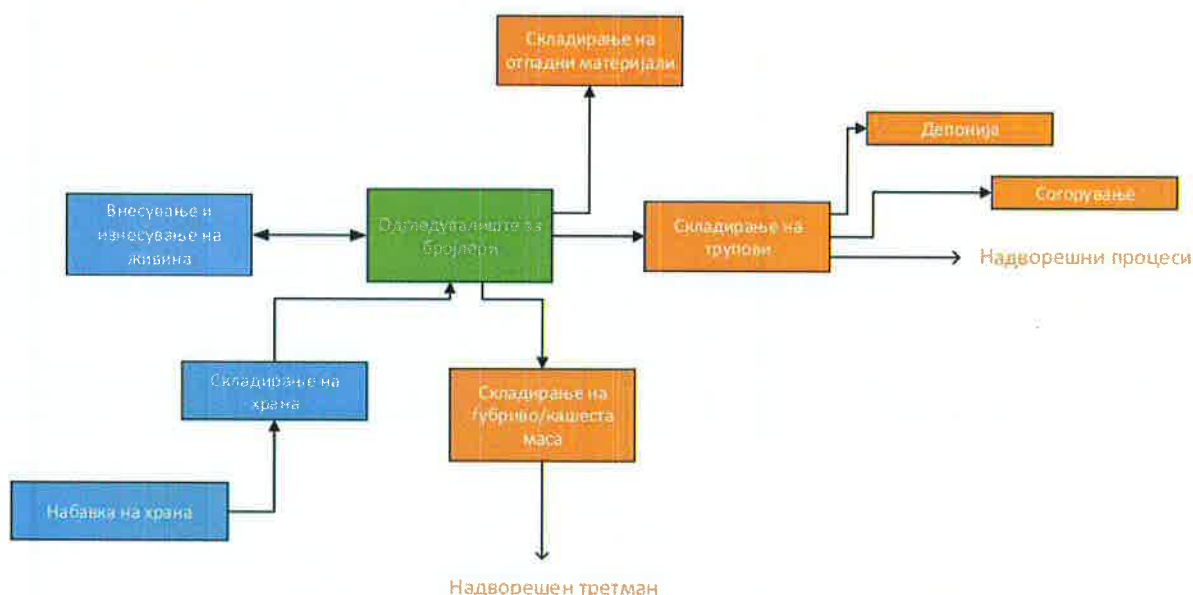 Складирање на
отпадни материјали
Депонија
Согорување
Внесување и
изнесување на
живина
Одгледувалиште за
бројлери
Складирање на
трупови
Надворешни процеси
Складирање на
храна
Складирање на
ѓубриво/кашеста
маса
Набавка на храна
Надворешен третман